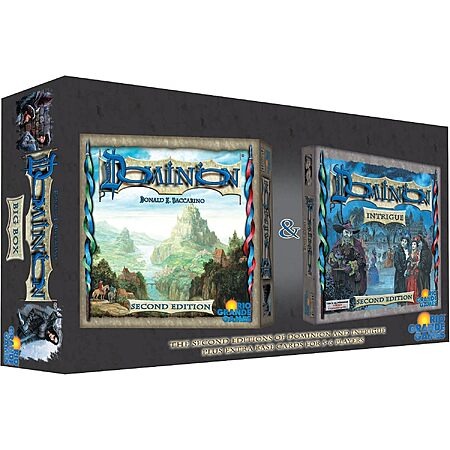 DOMINION
BIG BOX
DOMINION
DONALD X. VACCARINO
SECOND EDITION
RIO
GRANDE
GAMES
&
DOMINION
INTRIGUE
SECOND EDITION
RIO
GRANDE
GAMES
THE SECOND EDITIONS OF DOMINION AND INTRIGUE
PLUS EXTRA BASE CARDS FOR 5-6 PLAYERS
RIO
GRANDE
GAMES